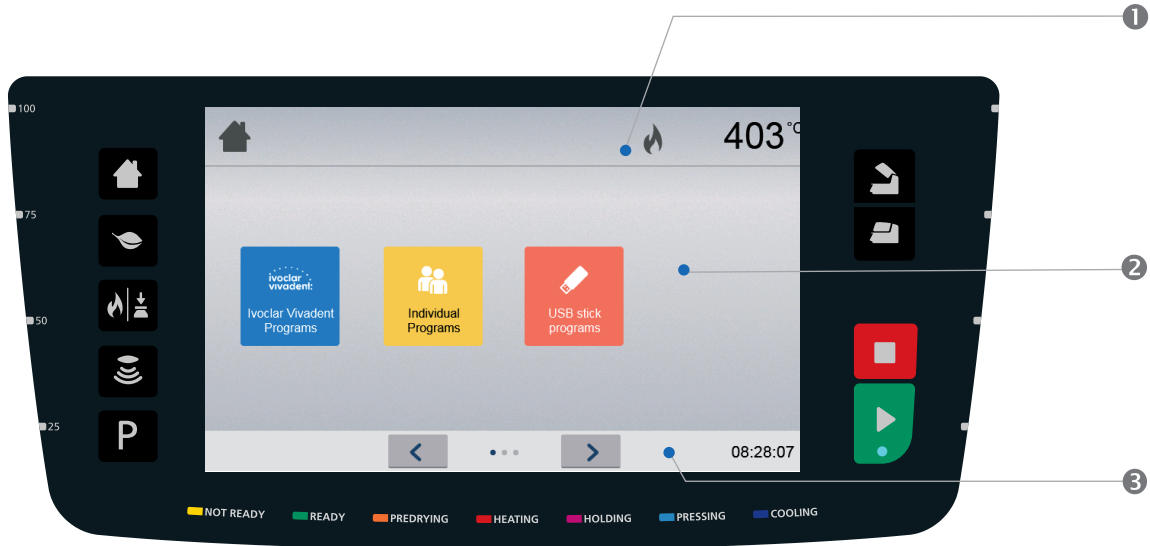 1
100
403 °C
75
2
ivoclar
vivadent:
Ivoclar Vivadent
Programs
Individual
Programs
USB stick
programs
50
25
P
08:28:07
3
NOT READY
READY
PREDRYING
HEATING
HOLDING
PRESSING
COOLING